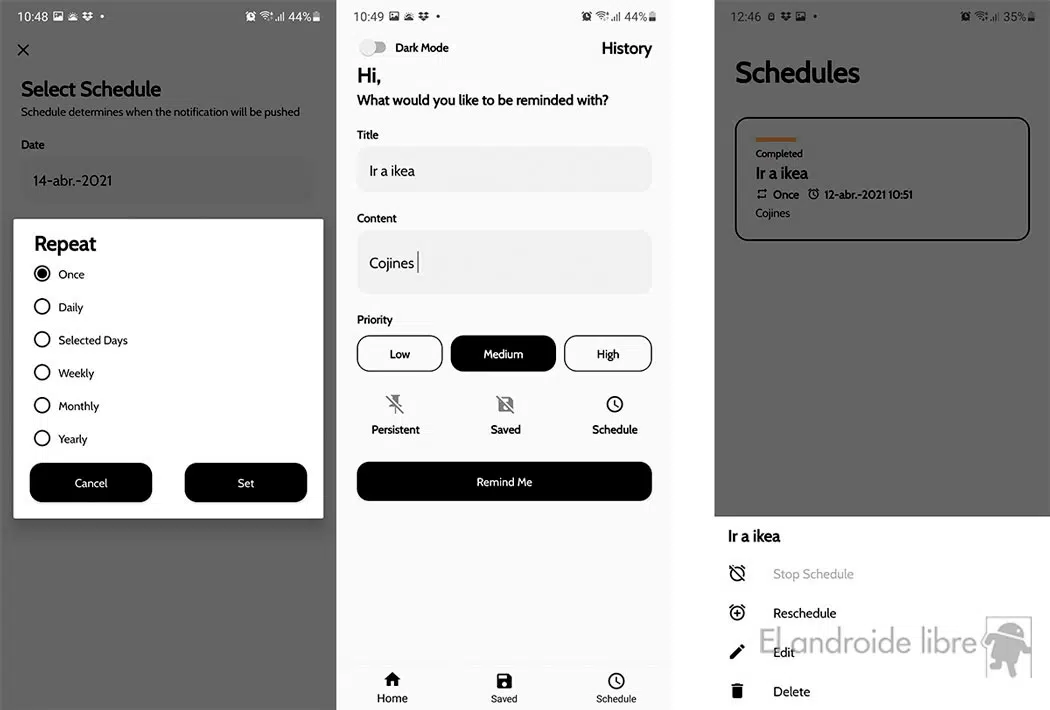 10:48
44%
Select Schedule
Schedule determines when the notification will be pushed
Date
14-abr.-2021
Repeat
Once
Daily
Selected Days
Weekly
Monthly
Yearly
Cancel
Set
10:49
44%
Dark Mode
History
Hi,
What would you like to be reminded with?
Title
Ir a ikea
Content
Cojines
Priority
Low
Medium
High
Persistent
Saved
Schedule
Remind Me
Home
Saved
Schedule
12:46
35%
Schedules
Completed
Ir a ikea
Once 12-abr-2021 10:51
Cojines
Ir a ikea
Stop Schedule
Reschedule
El androide libre
Edit
Delete